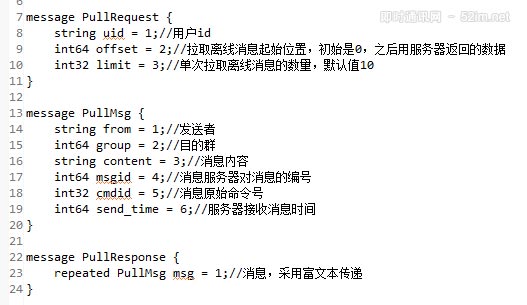 即时通讯网 - 52im.net
6
7 message PullRequest {
8 string uid = 1;//用户id
9 int64 offset = 2;//拉取离线消息起始位置，初始是0，之后用服务器返回的数据
10 int32 limit = 3;//单次拉取离线消息的数量，默认值10
11 }
12
13 message PullMsg {
14 string from = 1;//发送者
15 int64 group = 2;//目的群
16 string content = 3;//消息内容
17 int64 msgid = 4;//消息服务器对消息的编号
18 int32 cmdid = 5;//消息原始命令号
19 int64 send_time = 6;//服务器接收消息时间
20 }
21
22 message PullResponse {
23 repeated PullMsg msg = 1;//消息，采用富文本传递
24 }